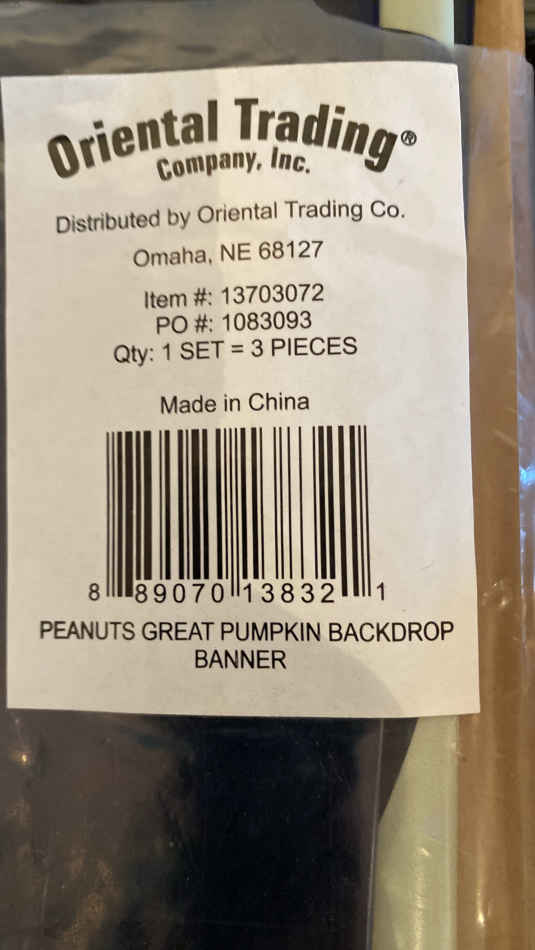 Oriental Trading®
Company, Inc.
Distributed by Oriental Trading Co.
Omaha, NE 68127
Item #: 13703072
PO #: 1083093
Qty: 1 SET = 3 PIECES
Made in China
8 89070 13832 1
PEANUTS GREAT PUMPKIN BACKDROP
BANNER